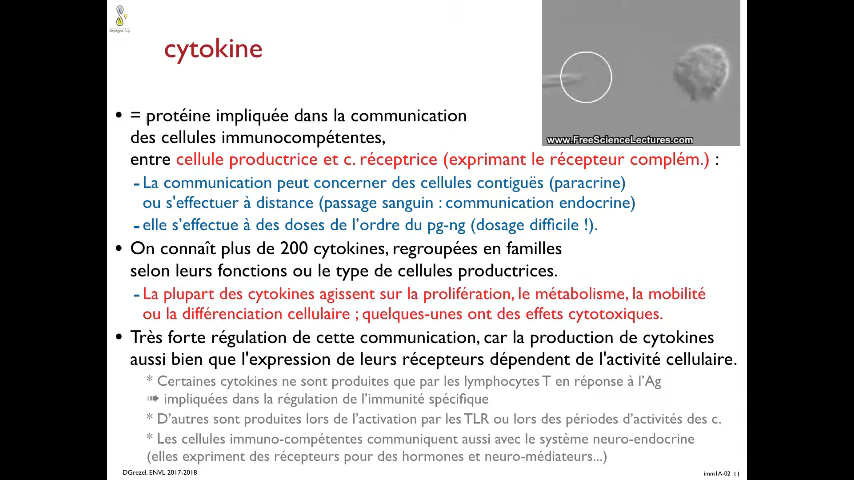 cytokine
www.FreeScienceLectures.com
• = protéine impliquée dans la communication
des cellules immunocompétentes,
entre cellule productrice et c. réceptrice (exprimant le récepteur complém.) :
- La communication peut concerner des cellules contiguës (paracrine)
ou s'effectuer à distance (passage sanguin : communication endocrine)
- elle s'effectue à des doses de l'ordre du pg-ng (dosage difficile !).
• On connaît plus de 200 cytokines, regroupées en familles
selon leurs fonctions ou le type de cellules productrices.
- La plupart des cytokines agissent sur la prolifération, le métabolisme, la mobilité
ou la différenciation cellulaire ; quelques-unes ont des effets cytotoxiques.
• Très forte régulation de cette communication, car la production de cytokines
aussi bien que l'expression de leurs récepteurs dépendent de l'activité cellulaire.
* Certaines cytokines ne sont produites que par les lymphocytes T en réponse à l'Ag
➠ impliquées dans la régulation de l'immunité spécifique
* D'autres sont produites lors de l'activation par les TLR ou lors des périodes d'activités des c.
* Les cellules immuno-compétentes communiquent aussi avec le système neuro-endocrine
(elles expriment des récepteurs pour des hormones et neuro-médiateurs...)
DGrezel, ENVL 2017-2018
imm1A-02 11